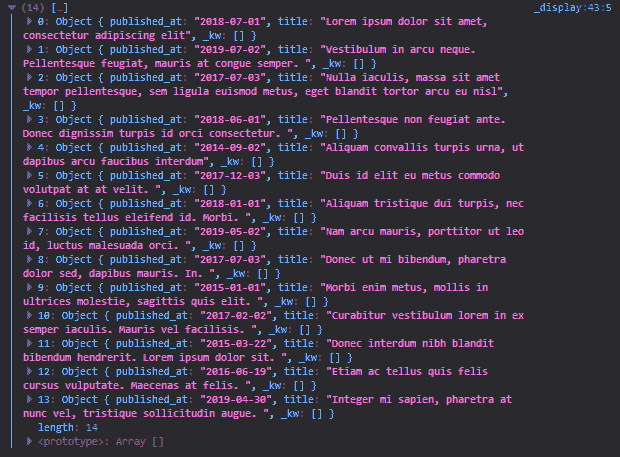 (14) […] _display:43:5
0: Object { published_at: "2018-07-01", title: "Lorem ipsum dolor sit amet,
consectetur adipiscing elit", _kw: [] }
1: Object { published_at: "2019-07-02", title: "Vestibulum in arcu neque.
Pellentesque feugiat, mauris at congue semper. ", _kw: [] }
2: Object { published_at: "2017-07-03", title: "Nulla iaculis, massa sit amet
tempor pellentesque, sem ligula euismod metus, eget blandit tortor arcu eu nisl",
_kw: [] }
3: Object { published_at: "2018-06-01", title: "Pellentesque non feugiat ante.
Donec dignissim turpis id orci consectetur. ", _kw: [] }
4: Object { published_at: "2014-09-02", title: "Aliquam convallis turpis urna, ut
dapibus arcu faucibus interdum", _kw: [] }
5: Object { published_at: "2017-12-03", title: "Duis id elit eu metus commodo
volutpat at at velit. ", _kw: [] }
6: Object { published_at: "2018-01-01", title: "Aliquam tristique dui turpis, nec
facilisis tellus eleifend id. Morbi. ", _kw: [] }
7: Object { published_at: "2019-05-02", title: "Nam arcu mauris, porttitor ut leo
id, luctus malesuada orci. ", _kw: [] }
8: Object { published_at: "2017-07-03", title: "Donec ut mi bibendum, pharetra
dolor sed, dapibus mauris. In. ", _kw: [] }
9: Object { published_at: "2015-01-01", title: "Morbi enim metus, mollis in
ultrices molestie, sagittis quis elit. ", _kw: [] }
10: Object { published_at: "2017-02-02", title: "Curabitur vestibulum lorem in ex
semper iaculis. Mauris vel facilisis. ", _kw: [] }
11: Object { published_at: "2015-03-22", title: "Donec interdum nibh blandit
bibendum hendrerit. Lorem ipsum dolor sit. ", _kw: [] }
12: Object { published_at: "2016-06-19", title: "Etiam ac tellus quis felis
cursus vulputate. Maecenas at felis. ", _kw: [] }
13: Object { published_at: "2019-04-30", title: "Integer mi sapien, pharetra at
nunc vel, tristique sollicitudin augue. ", _kw: [] }
length: 14
<prototype>: Array []